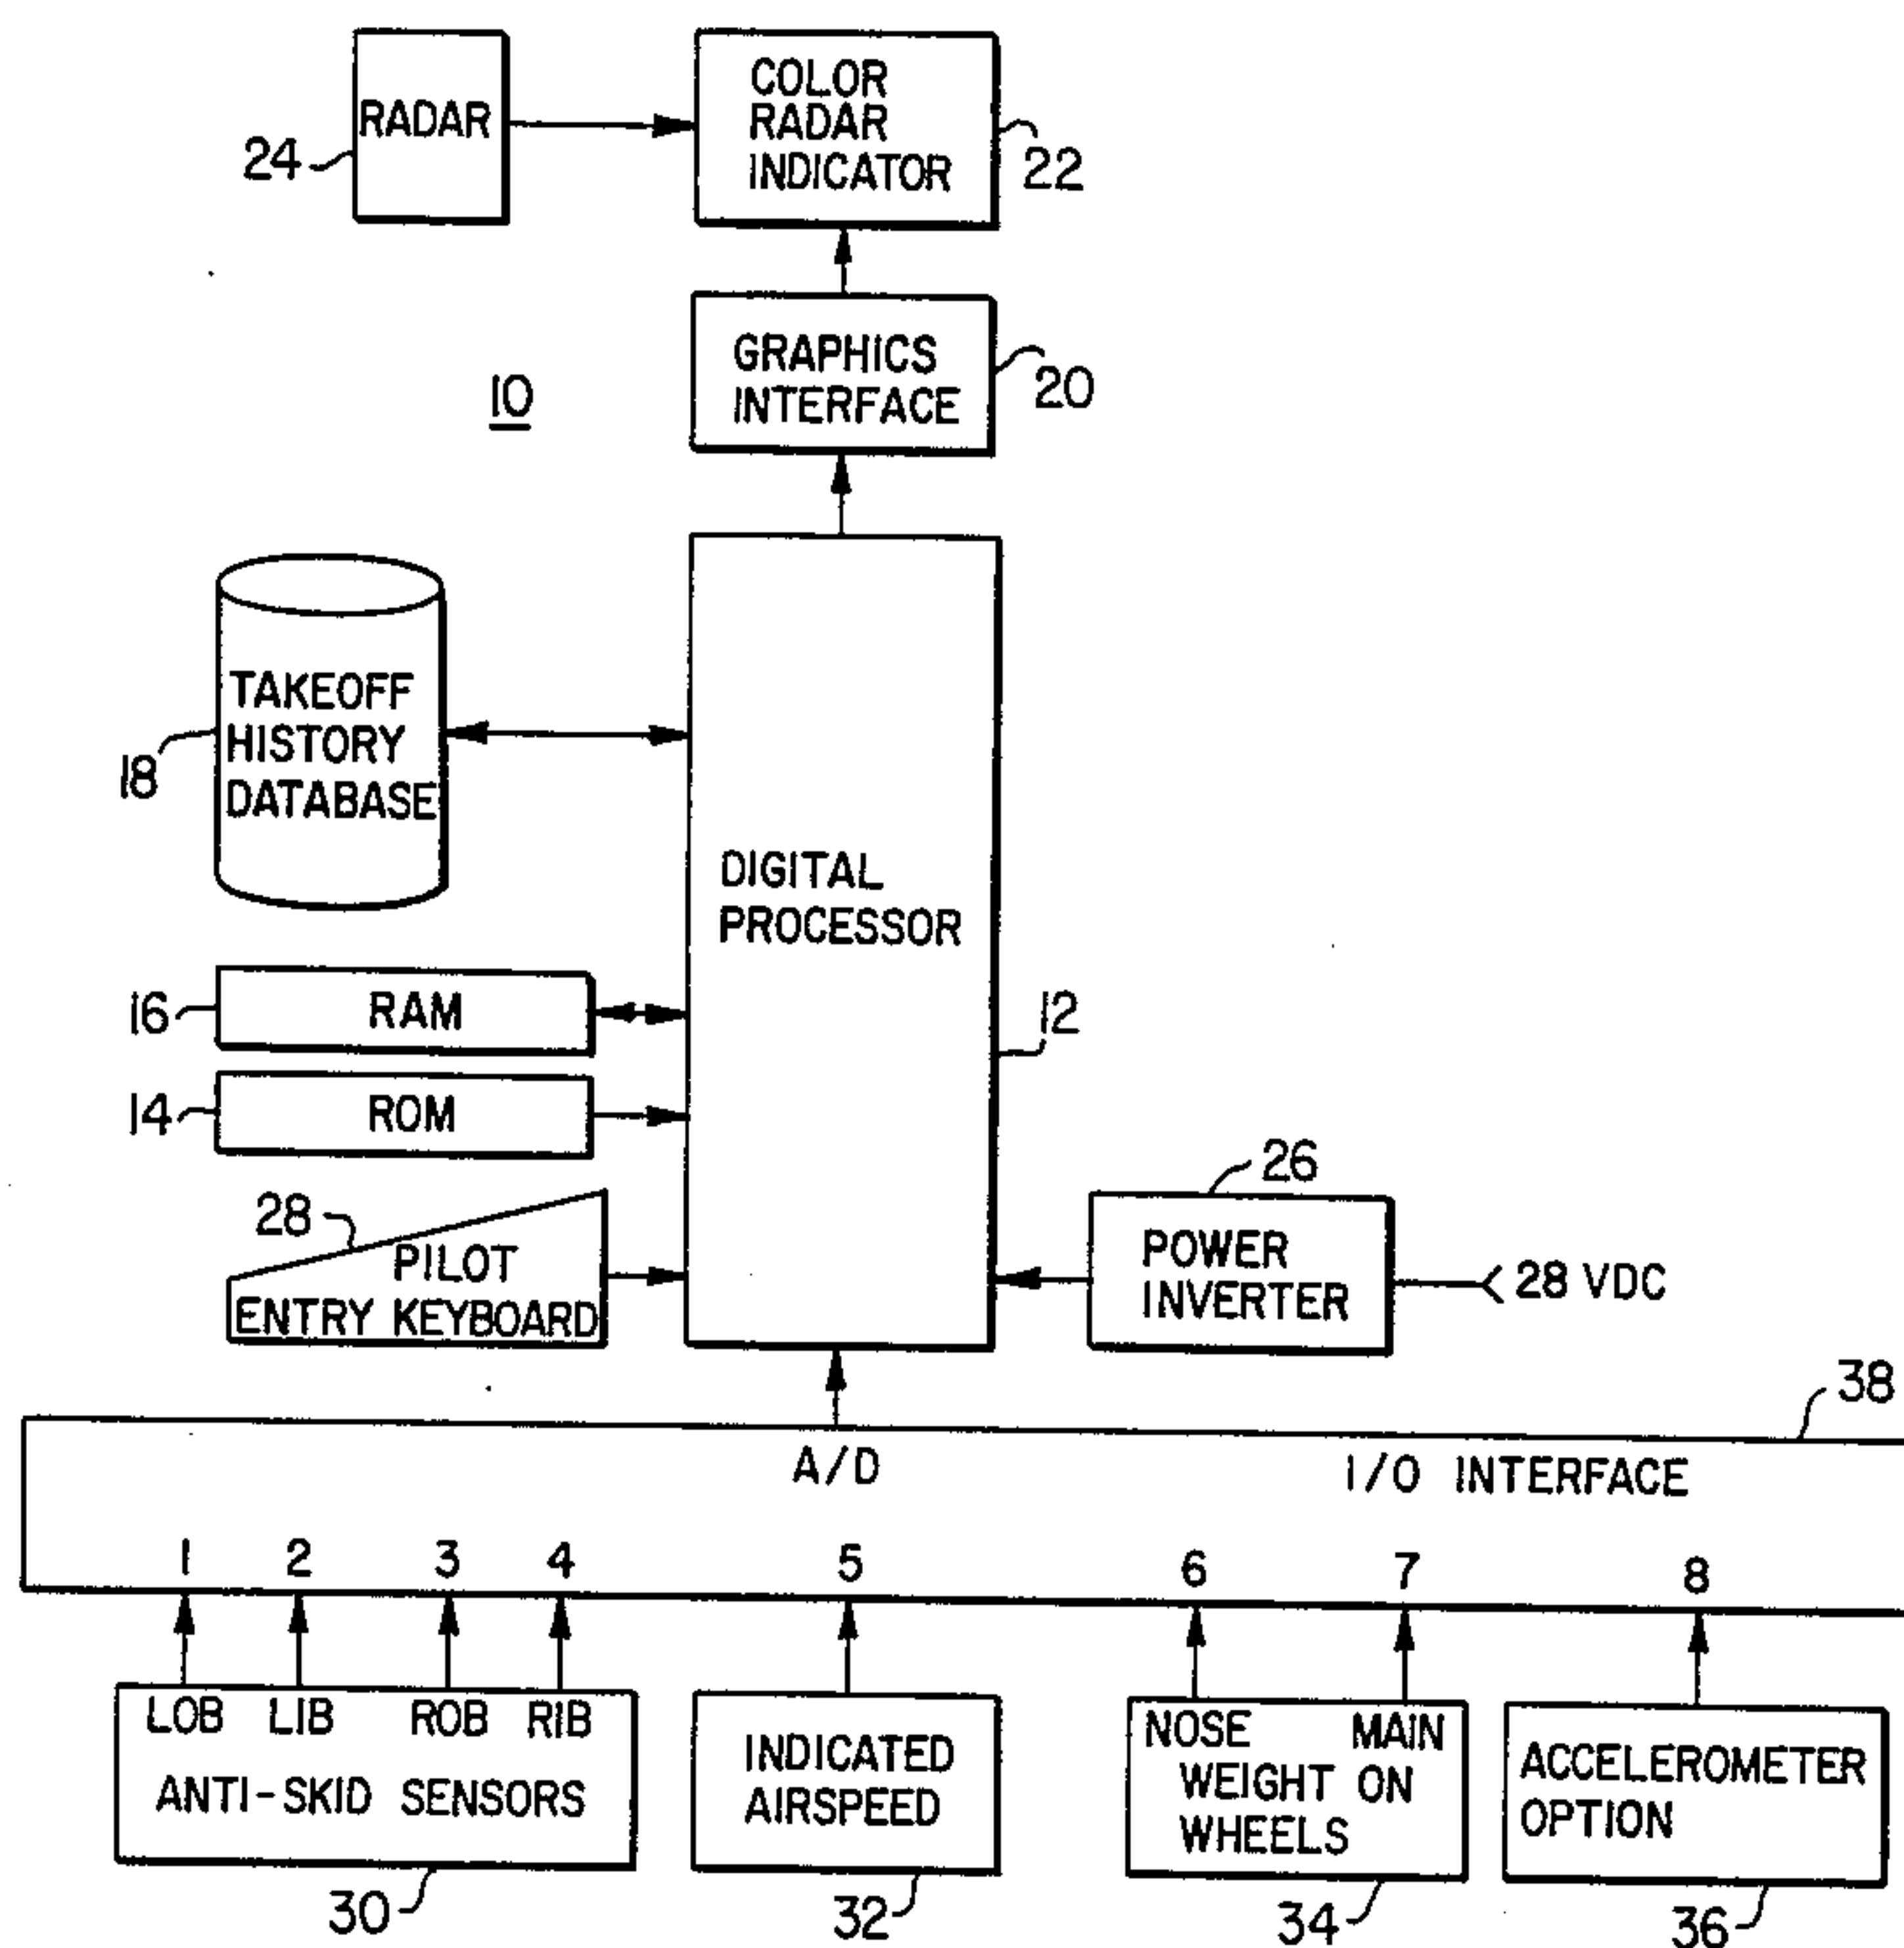 RADAR
24
COLOR
RADAR
INDICATOR
22
GRAPHICS
INTERFACE
20
10
TAKEOFF
HISTORY
DATABASE
18
DIGITAL
PROCESSOR
12
16
RAM
14
ROM
28
PILOT
ENTRY KEYBOARD
26
POWER
INVERTER
28 VDC
38
A/D
I/O INTERFACE
1 2 3 4 5 6 7 8
LOB LIB ROB RIB
ANTI-SKID SENSORS
30
INDICATED
AIRSPEED
32
NOSE MAIN
WEIGHT ON
WHEELS
34
ACCELEROMETER
OPTION
36